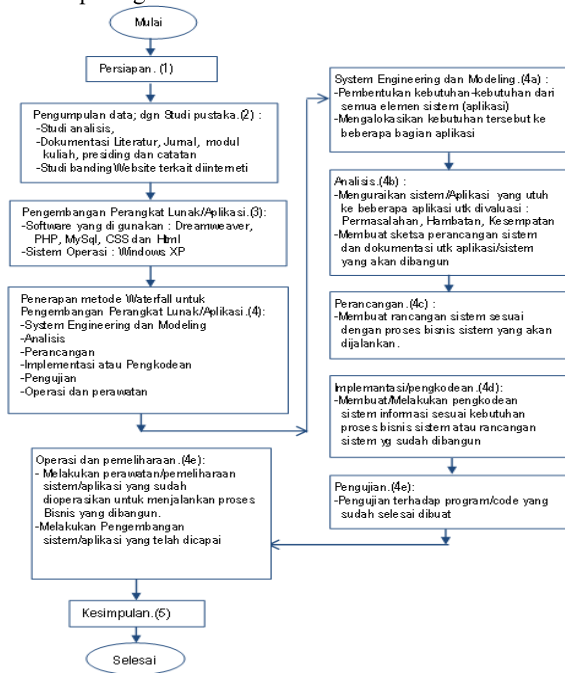 Mulai
Persiapan.(1)
Pengumpulan data; dgn Studi pustaka.(2) :
-Studi analisis,
-Dokumentasi Literatur, Jurnal, modul
kuliah, presiding dan catatan
-Studi banding Website terkait diinterneti
Pengembangan Perangkat Lunak/Aplikasi.(3):
-Software yang di gunakan : Dreamweaver,
PHP, MySql, CSS dan Html
-Sistem Operasi : Windows XP
Penerapan metode Waterfall untuk
Pengembangan Perangkat Lunak/Aplikasi.(4):
-System Engineering dan Modeling
-Analisis
-Perancangan
-Implementasi atau Pengkodean
-Pengujian
-Operasi dan perawatan
System Engineering dan Modeling.(4a) :
-Pembentukan kebutuhan-kebutuhan dari
semua elemen sistem (aplikasi)
-Mengalokasikan kebutuhan tersebut ke
beberapa bagian aplikasi
Analisis.(4b) :
-Menguraikan sistem/Aplikasi yang utuh
ke beberapa aplikasi utk divaluasi :
Permasalahan, Hambatan, Kesempatan
-Membuat sketsa perancangan sistem
dan dokumentasi utk aplikasi/sistem
yang akan dibangun
Perancangan.(4c) :
-Membuat rancangan sistem sesuai
dengan proses bisnis sistem yang akan
dijalankan.
Implemantasi/pengkodean.(4d) :
-Membuat/Melakukan pengkodean
sistem informasi sesuai kebutuhan
proses bisnis sistem atau rancangan
sistem yg sudah dibangun
Pengujian.(4e) :
-Pengujian terhadap program/code yang
sudah selesai dibuat
Operasi dan pemeliharaan.(4e):
- Melakukan perawatan/pemeliharaan
sistem/aplikasi yang sudah
dioperasikan untuk menjalankan proses
Bisnis yang dibangun.
-Melakukan Pengembangan
sistem/aplikasi yang telah dicapai
Kesimpulan.(5)
Selesai